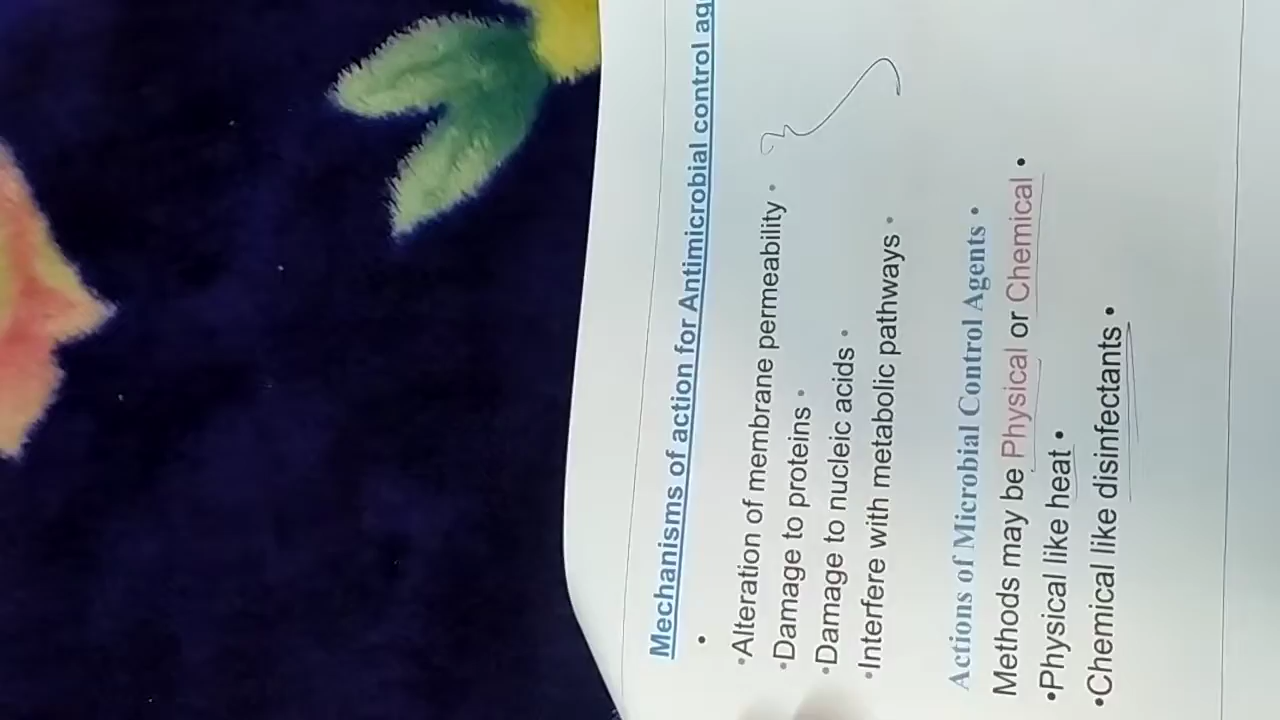 Mechanisms of action for Antimicrobial control
•
•Alteration of membrane permeability •
•Damage to proteins •
•Damage to nucleic acids •
•Interfere with metabolic pathways •
Actions of Microbial Control Agents •
Methods may be Physical or Chemical •
•Physical like heat •
•Chemical like disinfectants •